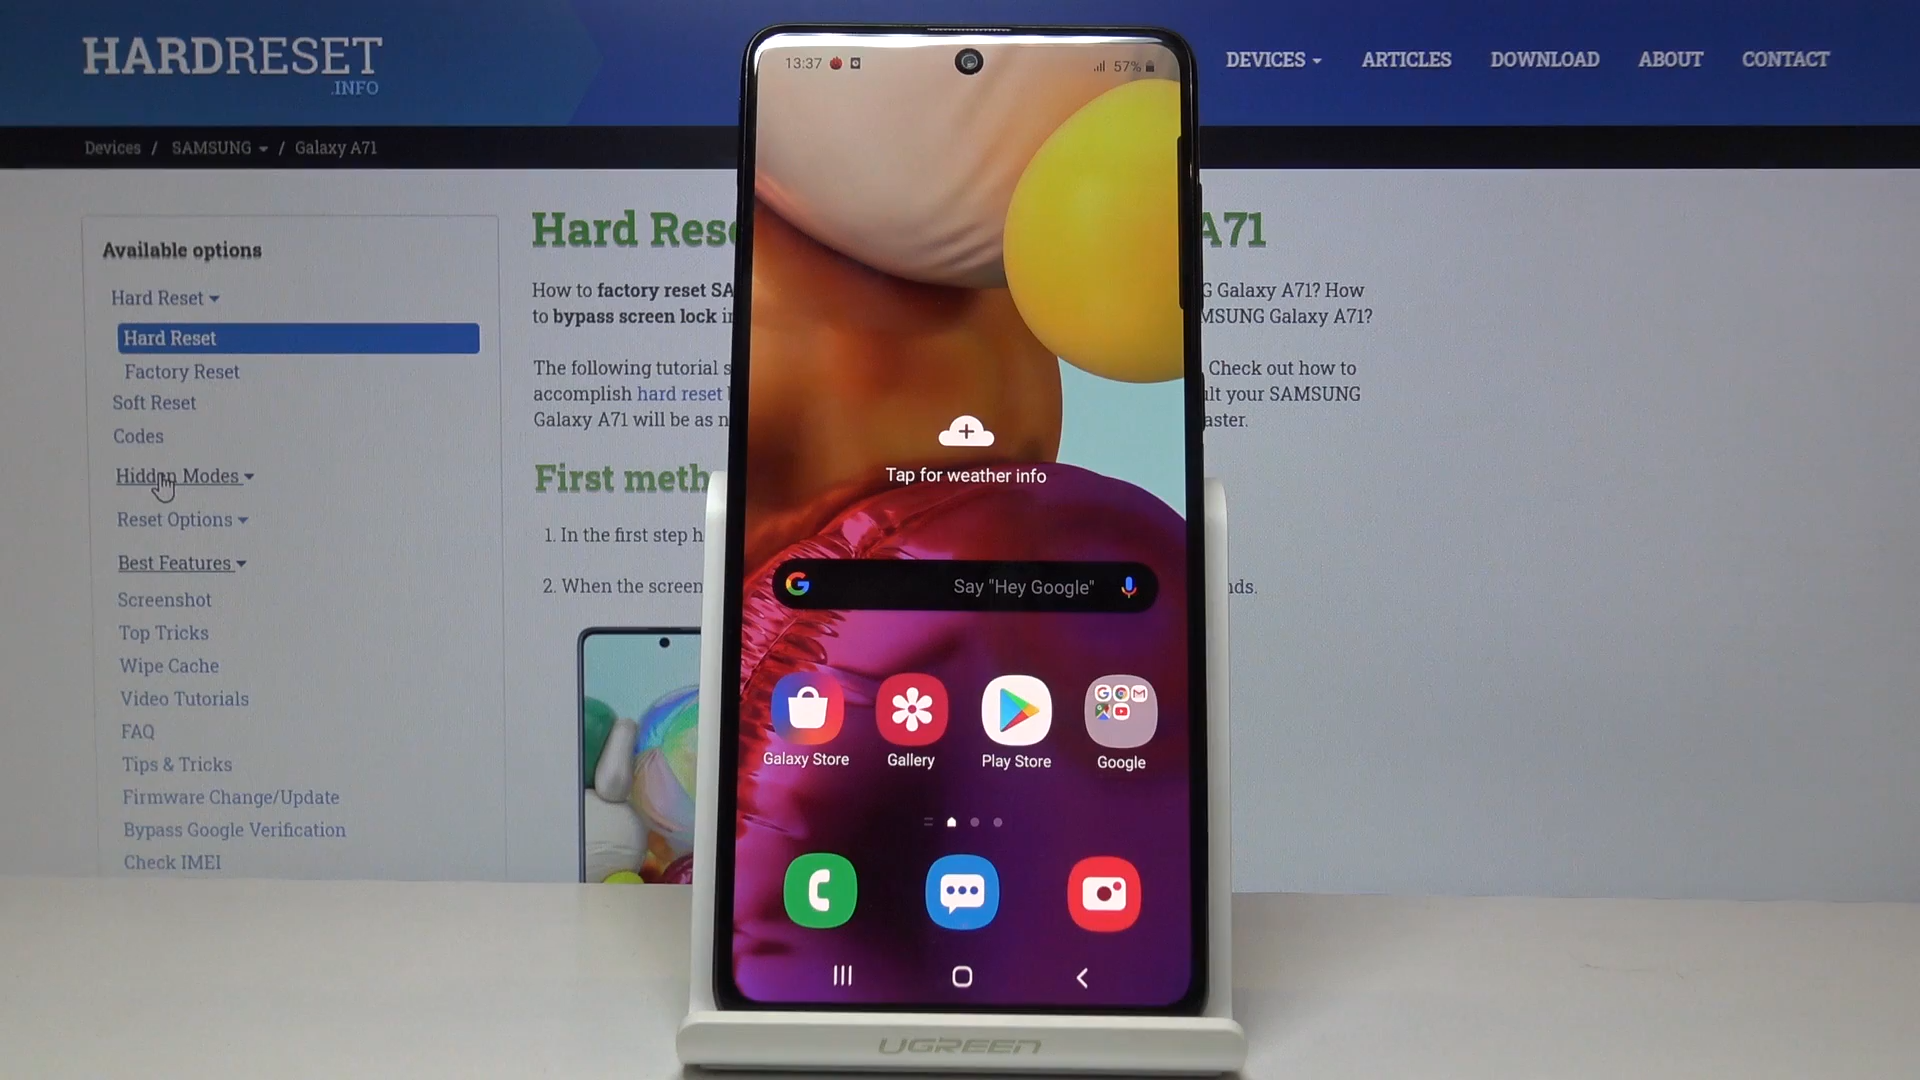 HARDRESET
.INFO
DEVICES
ARTICLES
DOWNLOAD
ABOUT
CONTACT
Devices / SAMSUNG / Galaxy A71
Available options
Hard Reset
Hard Reset
Factory Reset
Soft Reset
Codes
Hidden Modes
Reset Options
Best Features
Screenshot
Top Tricks
Wipe Cache
Video Tutorials
FAQ
Tips & Tricks
Firmware Change/Update
Bypass Google Verification
Check IMEI
Hard Res A71
How to factory reset SA G Galaxy A71? How
to bypass screen lock i MSUNG Galaxy A71?
The following tutorial s Check out how to
accomplish hard reset ult your SAMSUNG
Galaxy A71 will be as n aster.
First meth
1. In the first step h
2. When the screen nds.
13:37
57%
Tap for weather info
Say "Hey Google"
Galaxy Store
Gallery
Play Store
Google
UGREEN